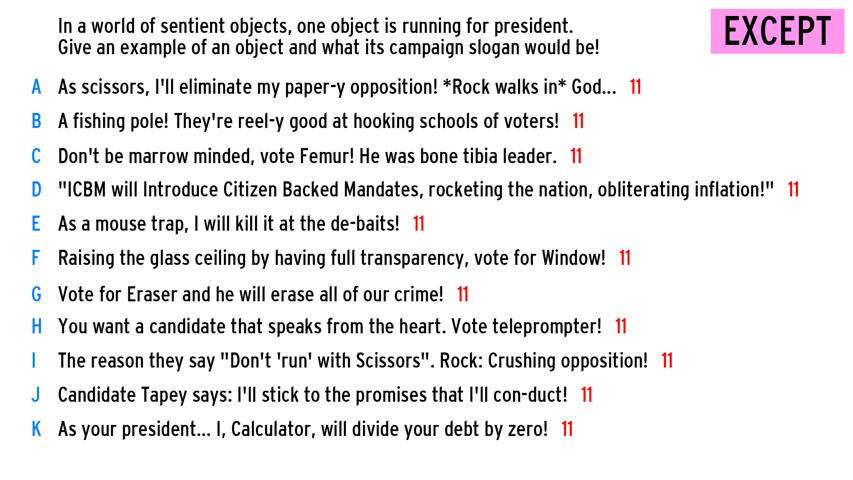 In a world of sentient objects, one object is running for president.
Give an example of an object and what its campaign slogan would be!
EXCEPT
A As scissors, I'll eliminate my paper-y opposition! *Rock walks in* God... 11
B A fishing pole! They're reel-y good at hooking schools of voters! 11
C Don't be marrow minded, vote Femur! He was bone tibia leader. 11
D "ICBM will Introduce Citizen Backed Mandates, rocketing the nation, obliterating inflation!" 11
E As a mouse trap, I will kill it at the de-baits! 11
F Raising the glass ceiling by having full transparency, vote for Window! 11
G Vote for Eraser and he will erase all of our crime! 11
H You want a candidate that speaks from the heart. Vote teleprompter! 11
I The reason they say "Don't 'run' with Scissors". Rock: Crushing opposition! 11
J Candidate Tapey says: I'll stick to the promises that I'll con-duct! 11
K As your president... I, Calculator, will divide your debt by zero! 11